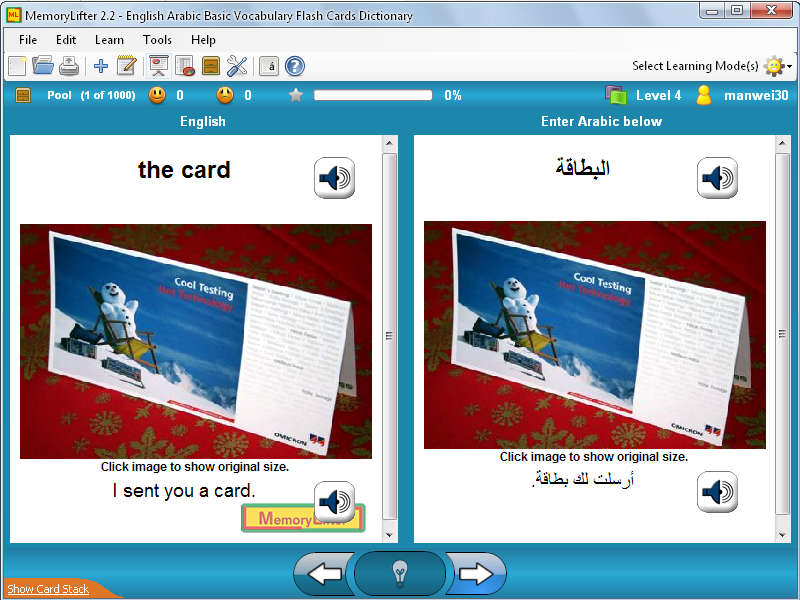 MemoryLifter 2.2 - English Arabic Basic Vocabulary Flash Cards Dictionary
File Edit Learn Tools Help
Select Learning Mode(s)
Pool (1 of 1000) 0 0 0% Level 4 manwei30
English
Enter Arabic below
the card
البطاقة
Cool Testing
Hot Technology
OMICRON
Cool Testing
Hot Technology
OMICRON
Click image to show original size.
Click image to show original size.
I sent you a card.
أرسلت لك بطاقة.
MemoryLifter
Show Card Stack